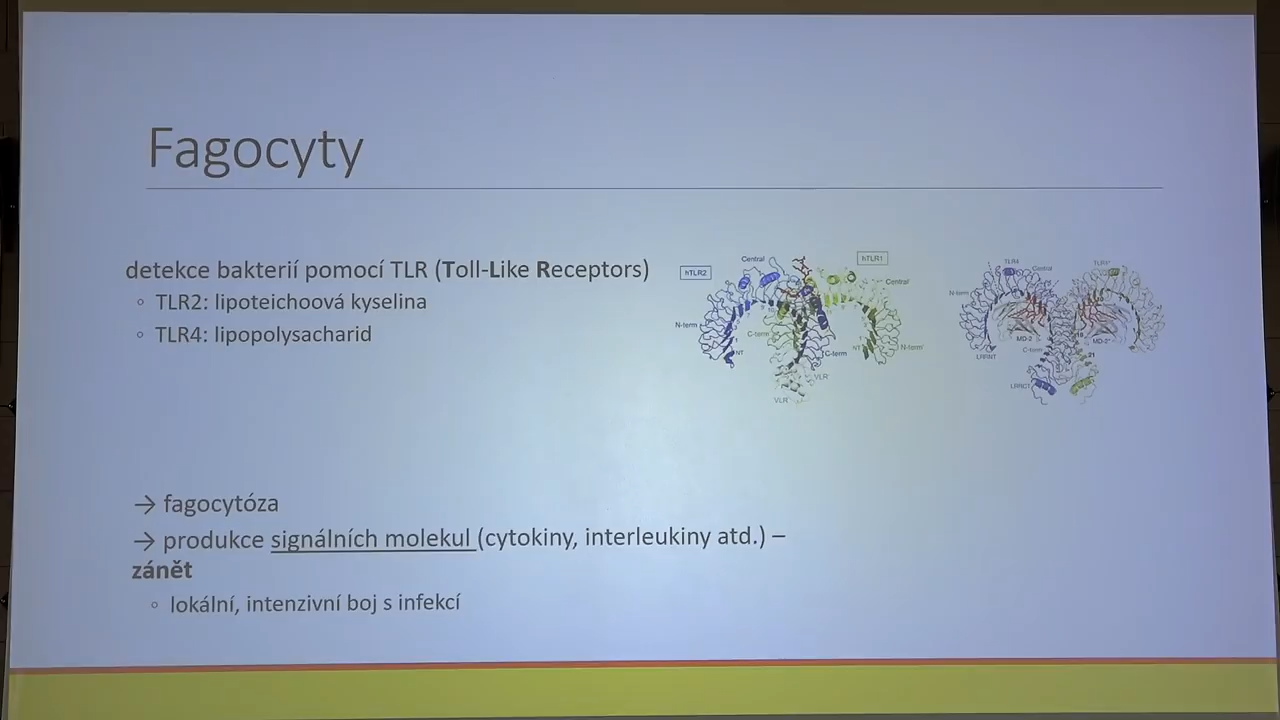 Fagocyty
detekce bakterií pomocí TLR (Toll-Like Receptors)
◦ TLR2: lipoteichoová kyselina
◦ TLR4: lipopolysacharid
→ fagocytóza
→ produkce signálních molekul (cytokiny, interleukiny atd.) –
zánět
◦ lokální, intenzivní boj s infekcí
hTLR2
Central
hTLR1
Central
N-term
C-term
NT
C-term
NT
N-term'
VLR'
VLR
TLR4
Central
TLR4*
N-term
MD-2
MD-2*
C-term
LRRNT
LRRCT